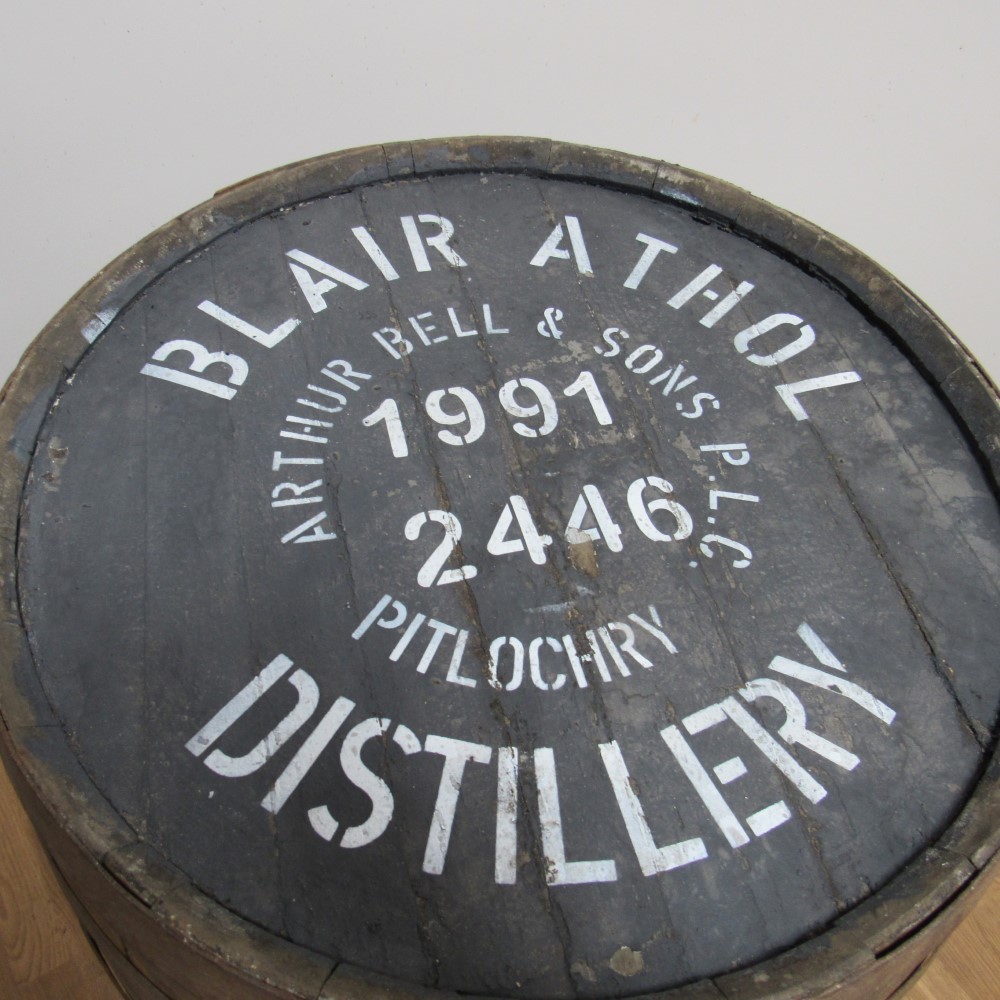 BLAIR ATHOL
ARTHUR BELL & SONS P.L.C.
1991
2446
PITLOCHRY
DISTILLERY